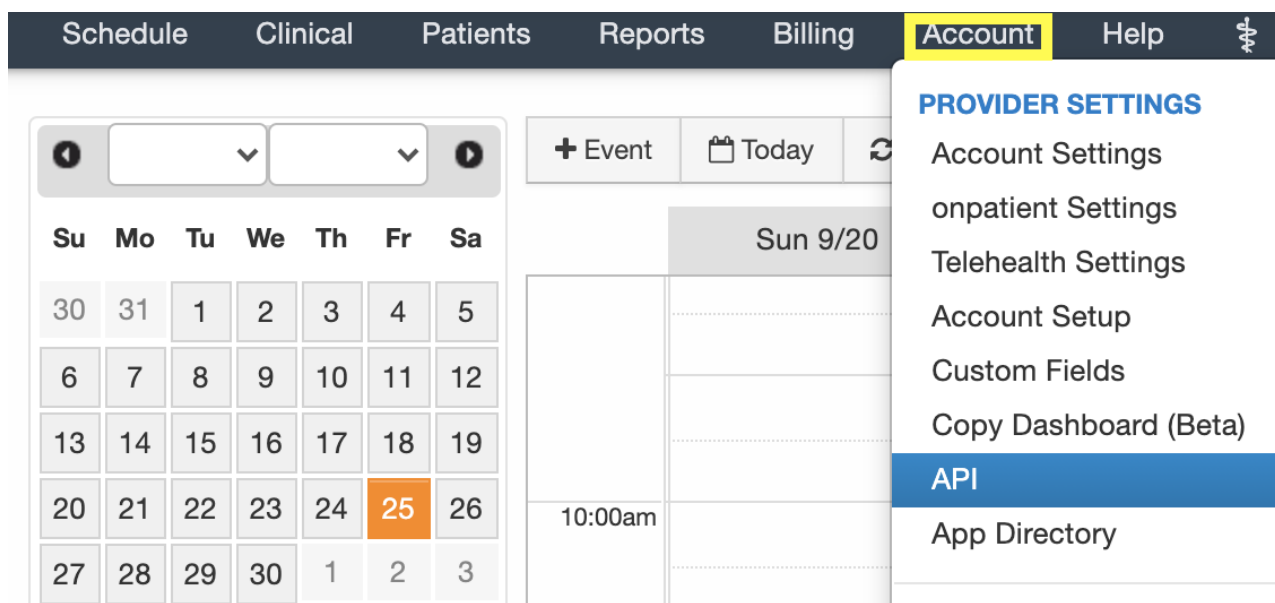 Schedule Clinical Patients Reports Billing Account Help
PROVIDER SETTINGS
Account Settings
onpatient Settings
Telehealth Settings
Account Setup
Custom Fields
Copy Dashboard (Beta)
API
App Directory
Su Mo Tu We Th Fr Sa
30 31 1 2 3 4 5
6 7 8 9 10 11 12
13 14 15 16 17 18 19
20 21 22 23 24 25 26
27 28 29 30 1 2 3
+ Event Today
Sun 9/20
10:00am